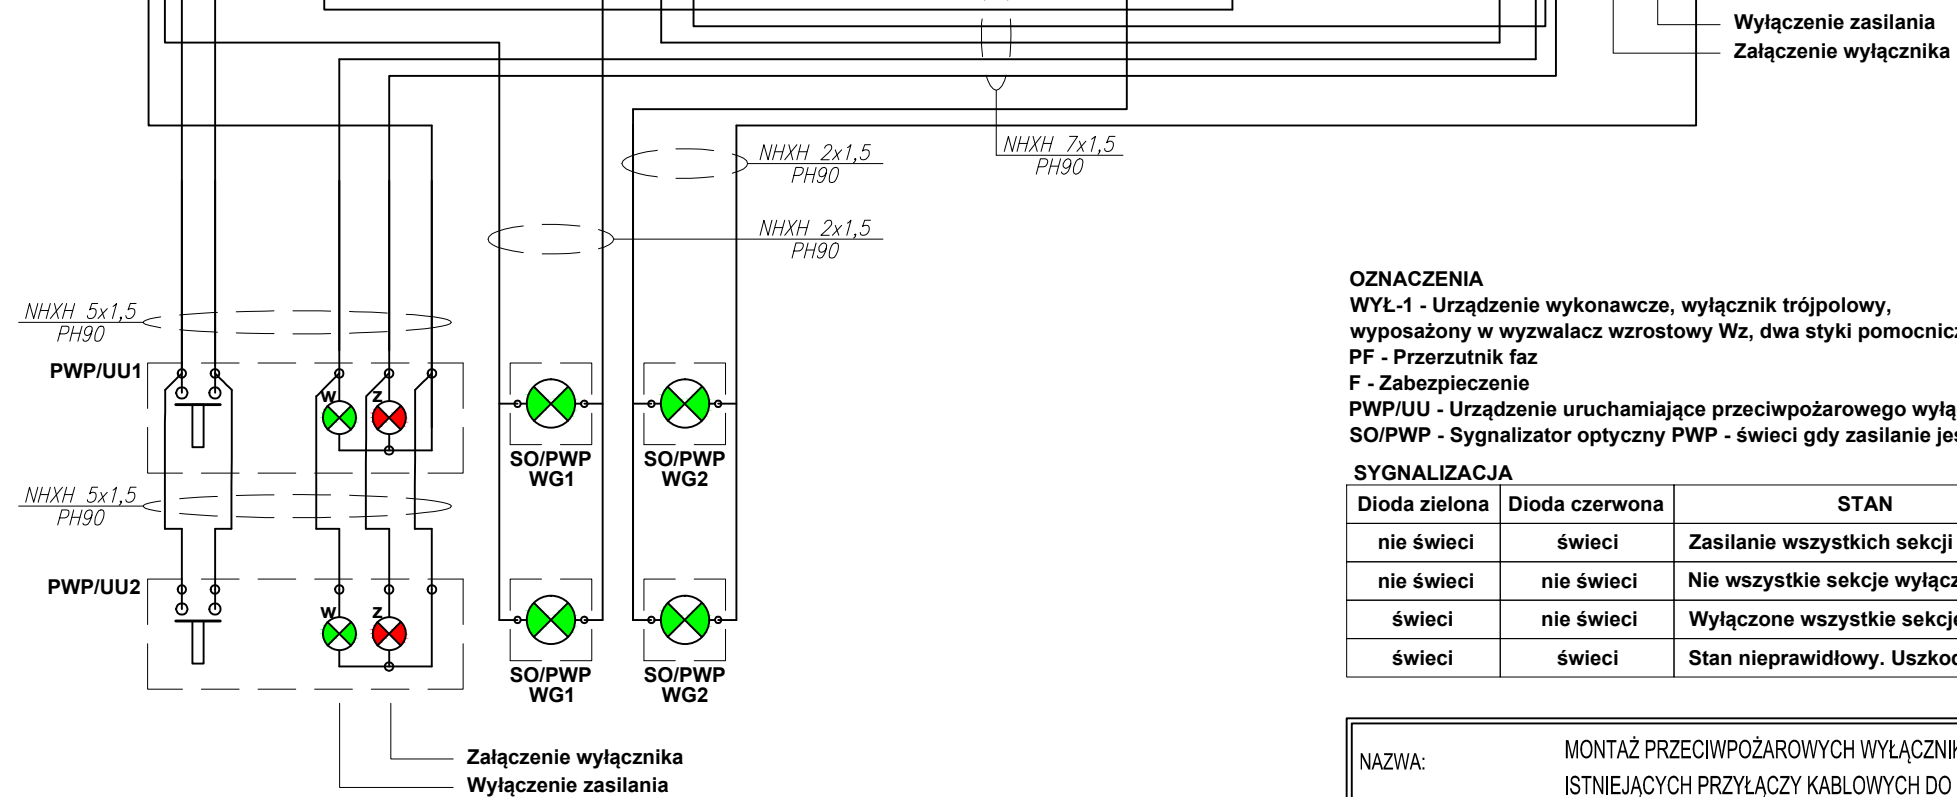 Wyłączenie zasilania
Załączenie wyłącznika
NHXH 2x1,5
PH90
NHXH 7x1,5
PH90
NHXH 2x1,5
PH90
NHXH 5x1,5
PH90
PWP/UU1
W
Z
SO/PWP
WG1
SO/PWP
WG2
NHXH 5x1,5
PH90
PWP/UU2
W
Z
SO/PWP
WG1
SO/PWP
WG2
Załączenie wyłącznika
Wyłączenie zasilania
OZNACZENIA
WYŁ-1 - Urządzenie wykonawcze, wyłącznik trójpolowy,
wyposażony w wyzwalacz wzrostowy Wz, dwa styki pomocnicz
PF - Przerzutnik faz
F - Zabezpieczenie
PWP/UU - Urządzenie uruchamiające przeciwpożarowego wyłą
SO/PWP - Sygnalizator optyczny PWP - świeci gdy zasilanie jes
SYGNALIZACJA
Dioda zielona Dioda czerwona STAN
nie świeci świeci Zasilanie wszystkich sekcji
nie świeci nie świeci Nie wszystkie sekcje wyłącz
świeci nie świeci Wyłączone wszystkie sekcje
świeci świeci Stan nieprawidłowy. Uszkod
NAZWA: MONTAŻ PRZECIWPOŻAROWYCH WYŁĄCZNIK
ISTNIEJĄCYCH PRZYŁĄCZY KABLOWYCH DO